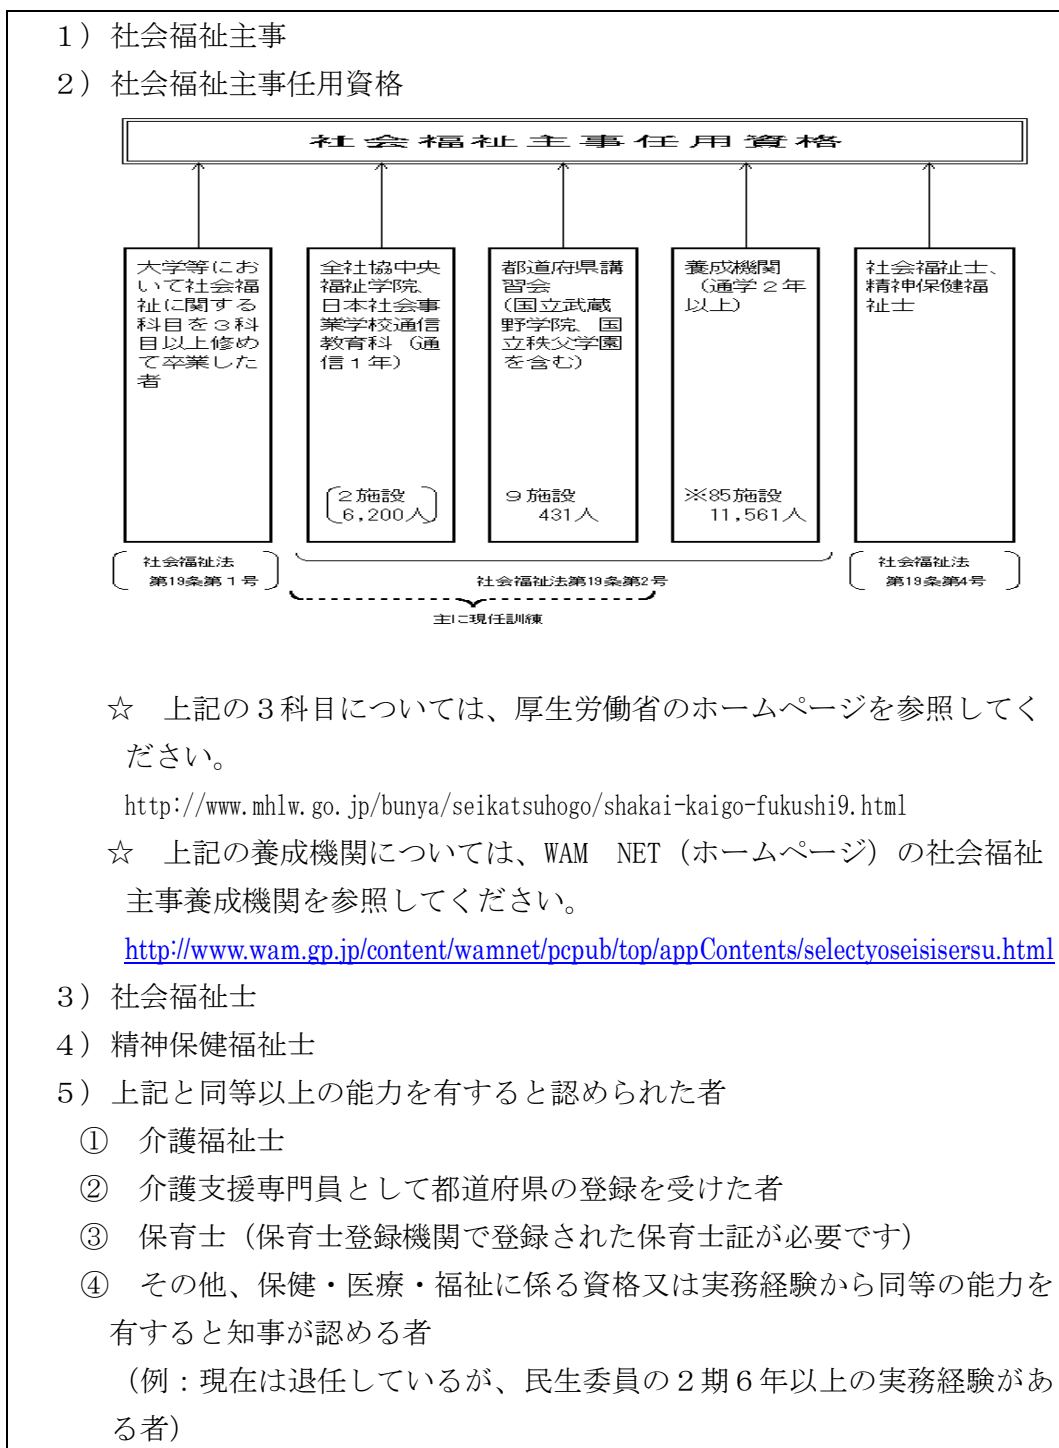 １）社会福祉主事
２）社会福祉主事任用資格
社会福祉主事任用資格
大学等にお
いて社会福
祉に関する
科目を３科
目以上修め
て卒業した
者
全社協中央
福祉学院、
日本社会事
業学校通信
教育科（通
信１年）
２施設
6,200人
都道府県講
習会
（国立武蔵
野学院、国
立秩父学園
を含む）
９施設
431人
養成機関
（通学２年
以上）
※85施設
11,561人
社会福祉士、
精神保健福
祉士
社会福祉法
第19条第１号
社会福祉法第19条第2号
社会福祉法
第19条第4号
主に現任訓練
☆　上記の３科目については、厚生労働省のホームページを参照してく
ださい。
http://www.mhlw.go.jp/bunya/seikatsuhogo/shakai-kaigo-fukushi9.html
☆　上記の養成機関については、WAM　NET（ホームページ）の社会福祉
主事養成機関を参照してください。
http://www.wam.gp.jp/content/wamnet/pcpub/top/appContents/selectyoseisisersu.html
３）社会福祉士
４）精神保健福祉士
５）上記と同等以上の能力を有すると認められた者
①　介護福祉士
②　介護支援専門員として都道府県の登録を受けた者
③　保育士（保育士登録機関で登録された保育士証が必要です）
④　その他、保健・医療・福祉に係る資格又は実務経験から同等の能力を
有すると知事が認める者
（例：現在は退任しているが、民生委員の２期６年以上の実務経験があ
る者）